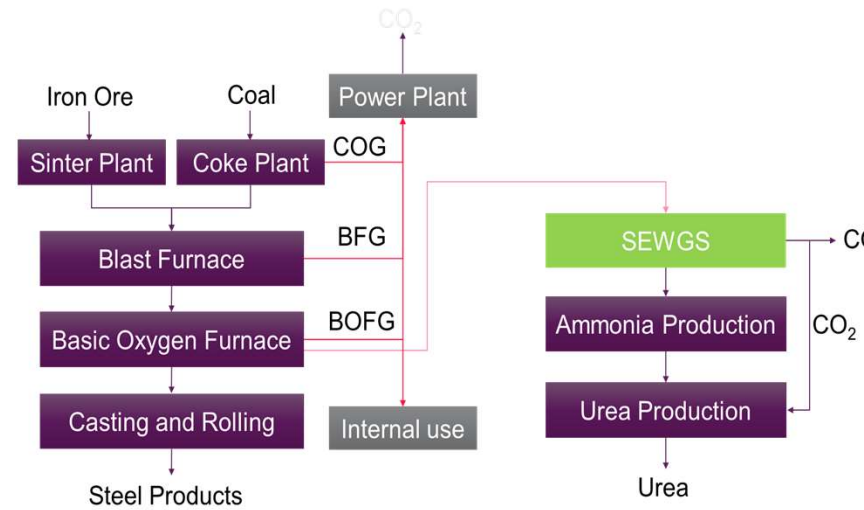 CO2
Power Plant
Iron Ore
Coal
Sinter Plant
Coke Plant
COG
Blast Furnace
BFG
SEWGS
Basic Oxygen Furnace
BOFG
Ammonia Production
CO2
Casting and Rolling
Internal use
Urea Production
Steel Products
Urea